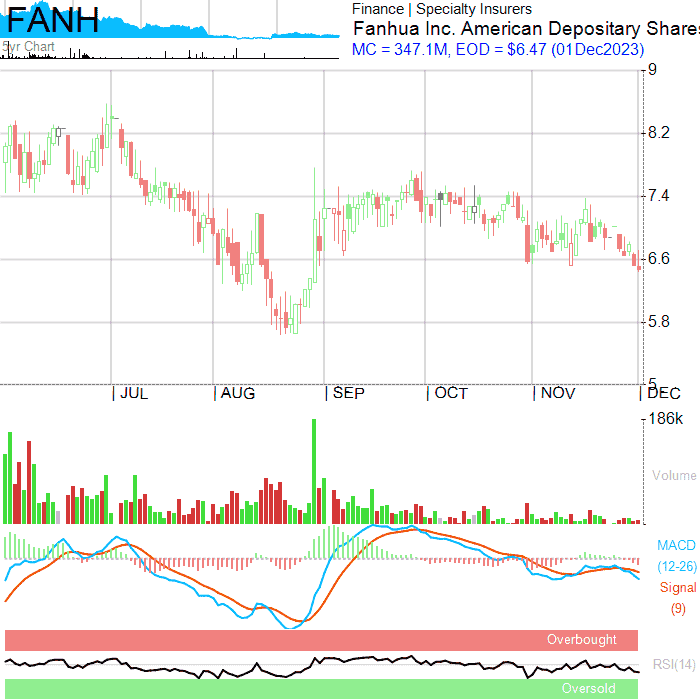 FANH
5yr Chart
Finance | Specialty Insurers
Fanhua Inc. American Depositary Shares
MC = 347.1M, EOD = $6.47 (01Dec2023)
9
8.2
7.4
6.6
5.8
5
JUL
AUG
SEP
OCT
NOV
DEC
186k
Volume
MACD
(12-26)
Signal
(9)
Overbought
RSI(14)
Oversold